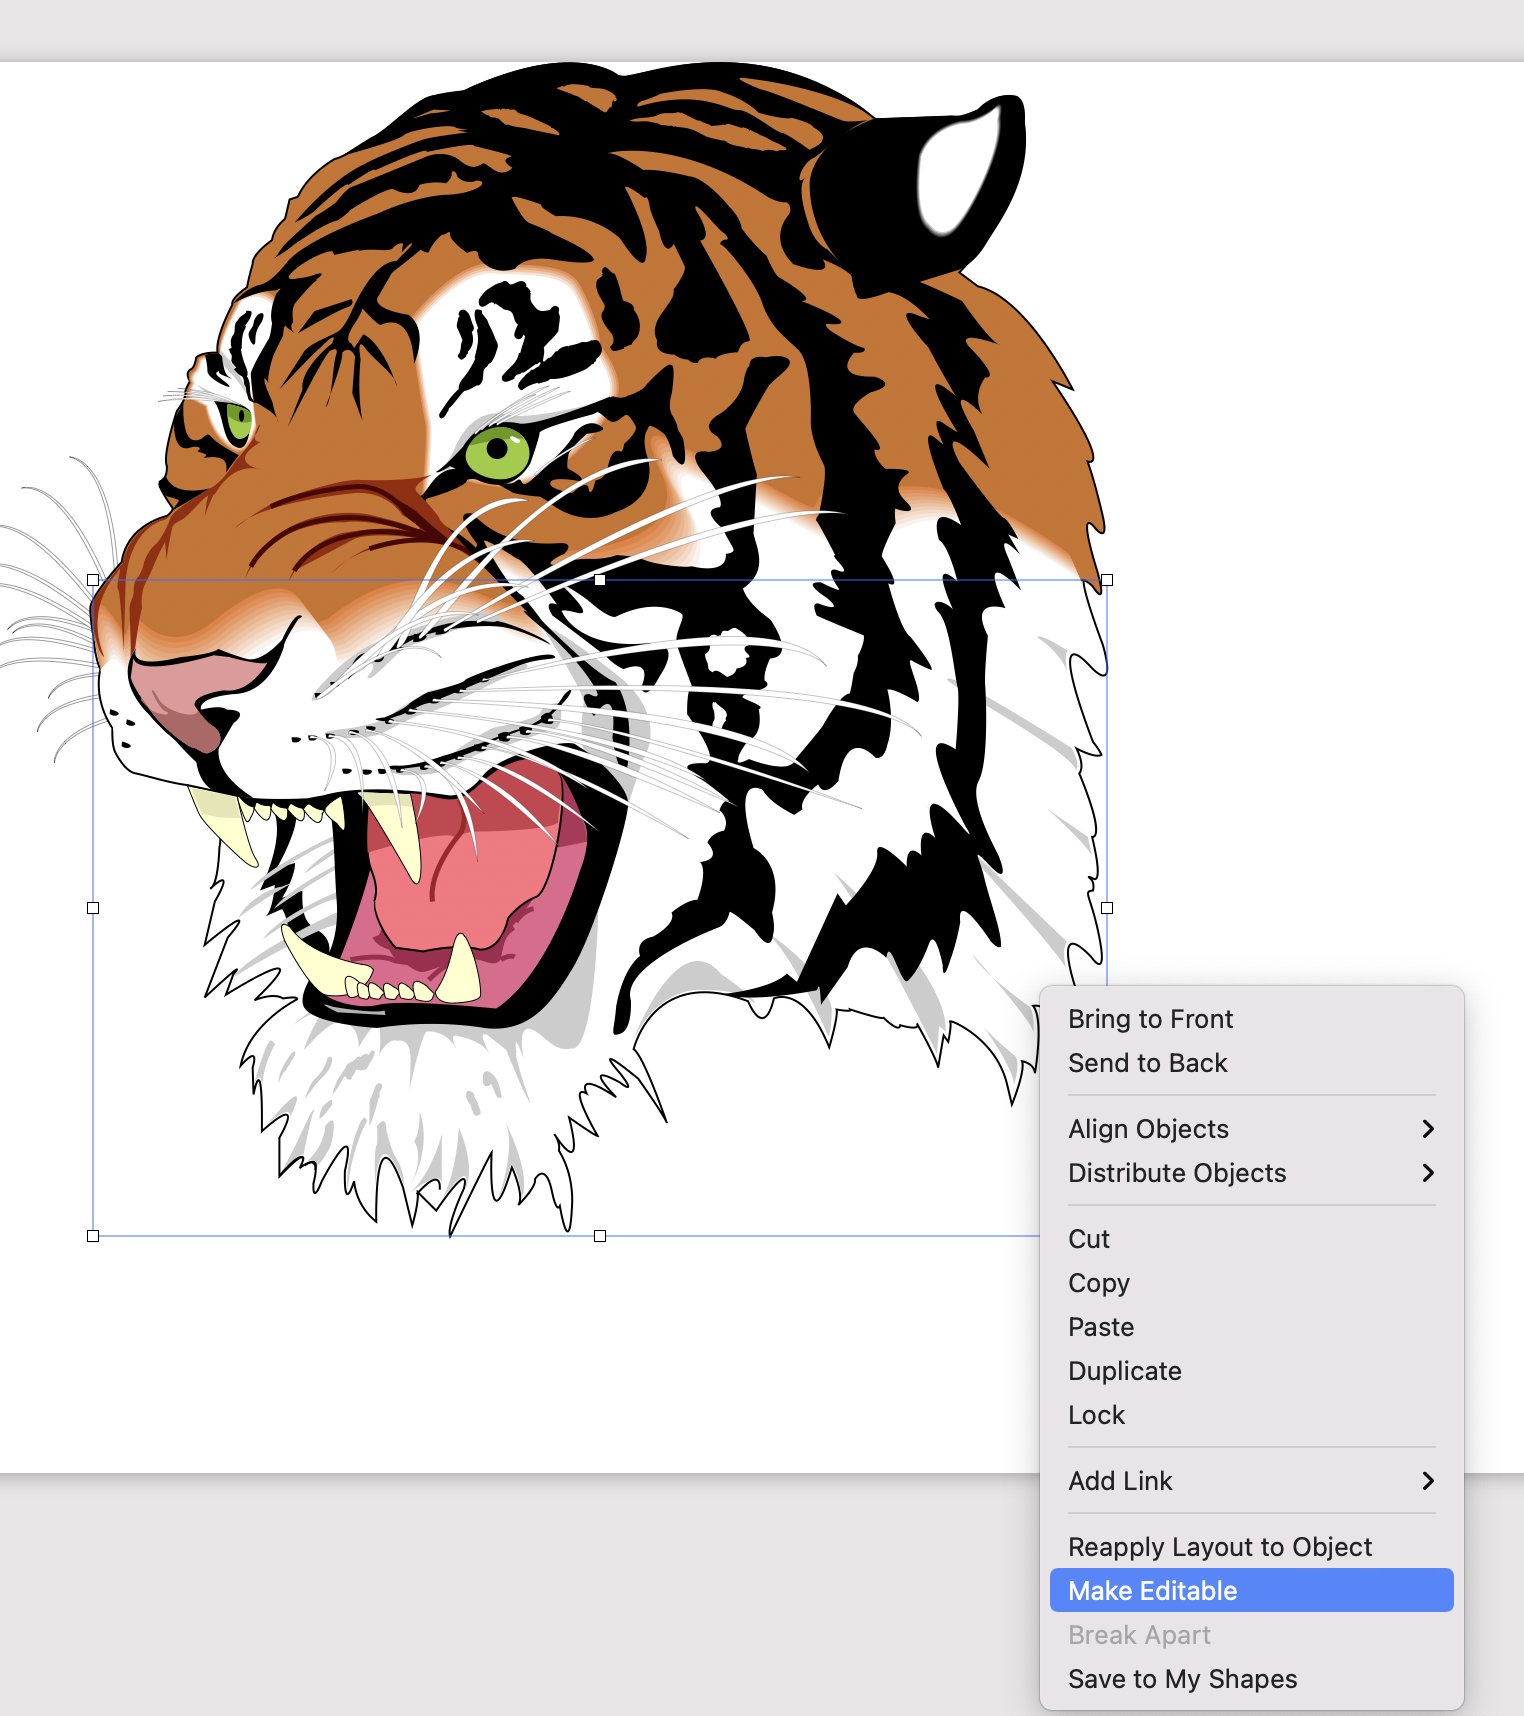 Bring to Front
Send to Back
Align Objects
Distribute Objects
Cut
Copy
Paste
Duplicate
Lock
Add Link
Reapply Layout to Object
Make Editable
Break Apart
Save to My Shapes